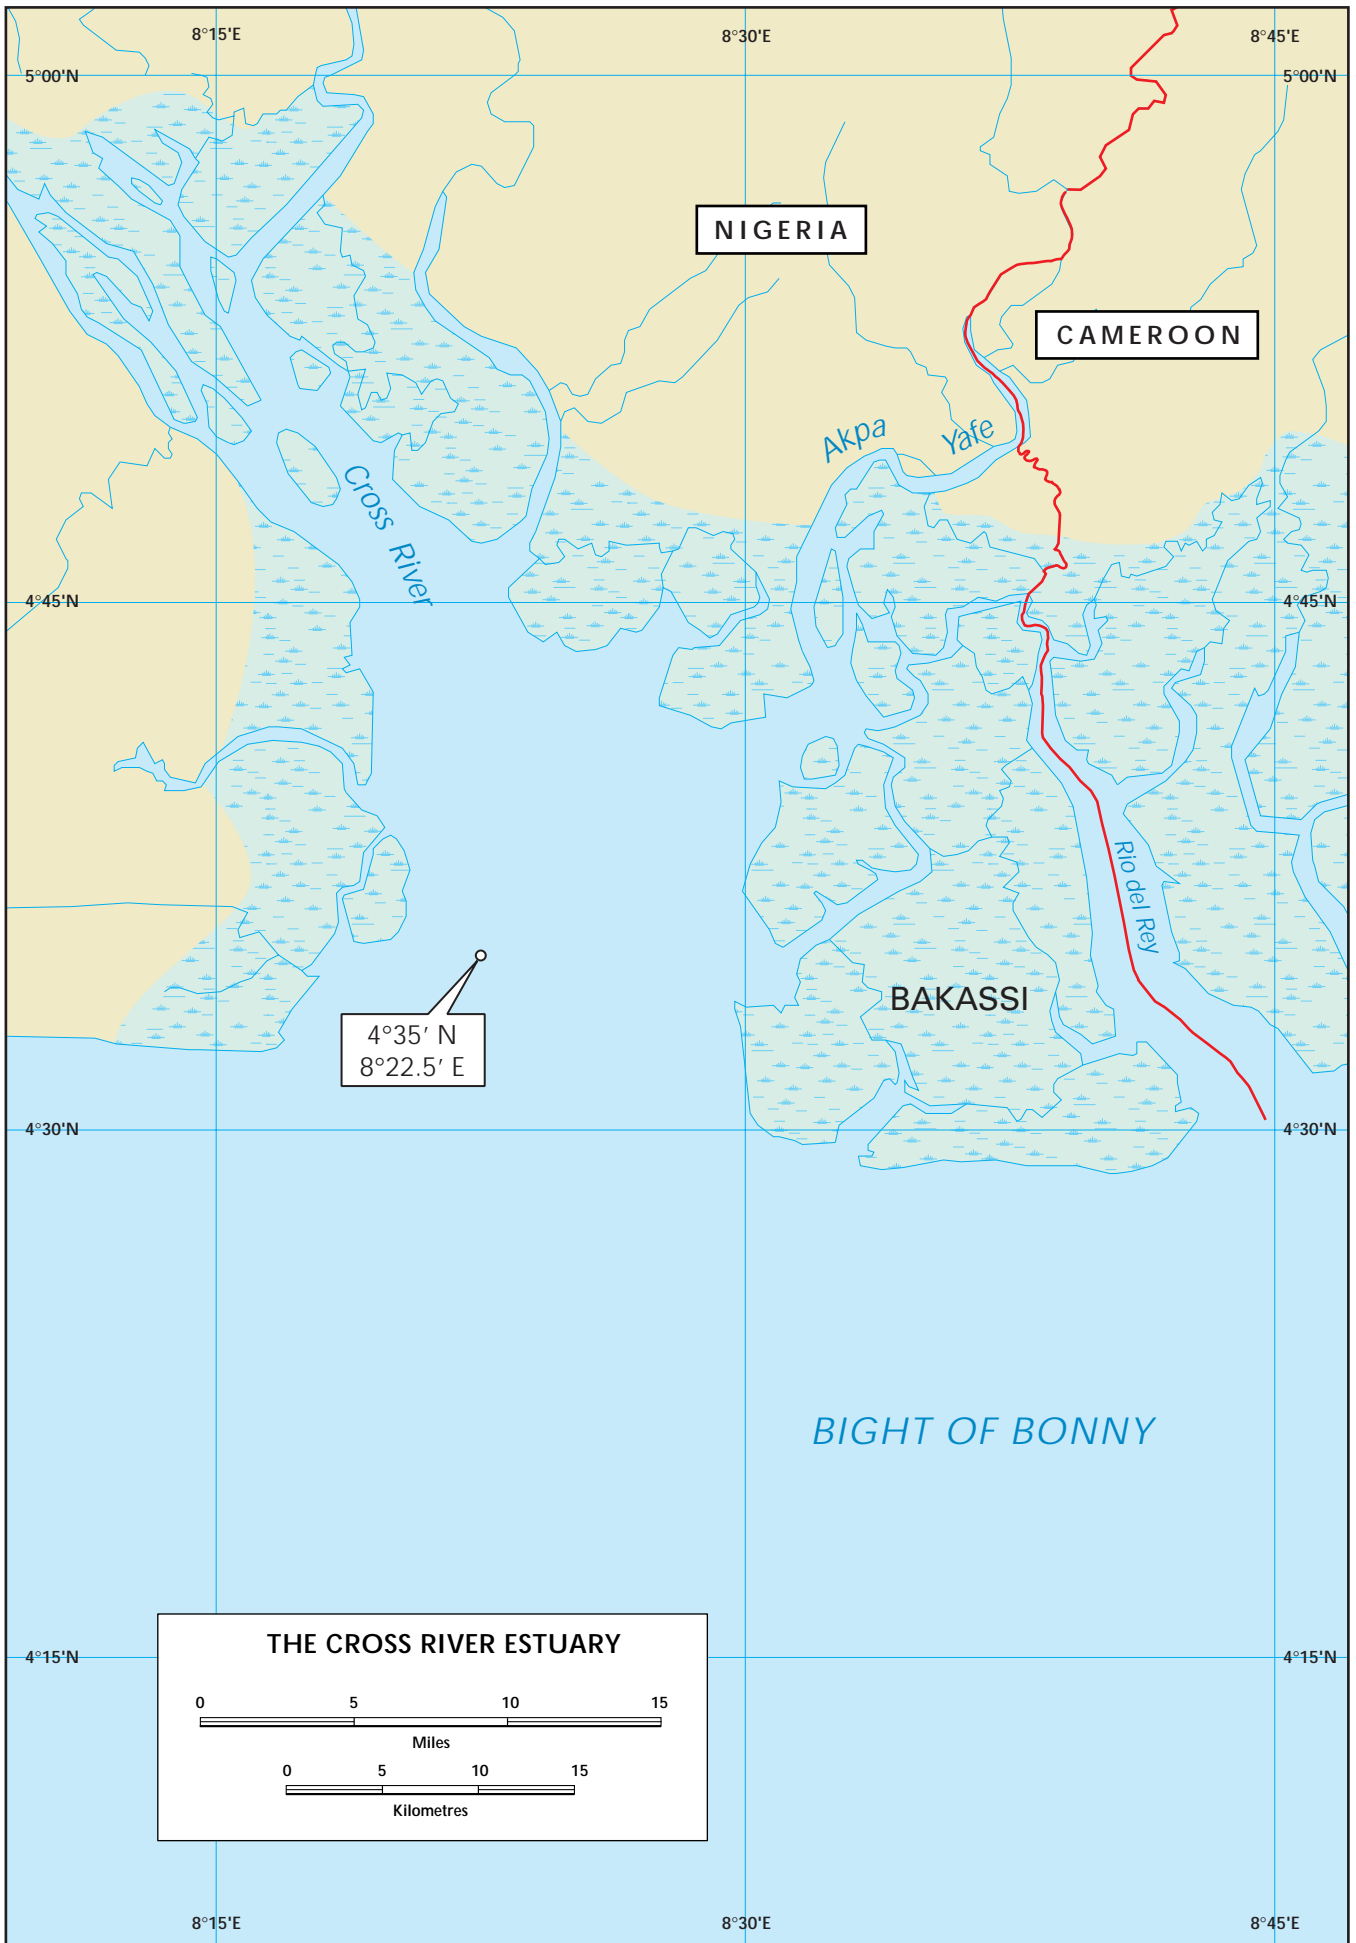 8°15'E
8°30'E
8°45'E
5°00'N
5°00'N
NIGERIA
CAMEROON
Akpa Yafe
Cross River
4°45'N
4°45'N
Rio del Rey
BAKASSI
4°35′ N
8°22.5′ E
4°30'N
4°30'N
BIGHT OF BONNY
THE CROSS RIVER ESTUARY
4°15'N
4°15'N
0 5 10 15
Miles
0 5 10 15
Kilometres
8°15'E
8°30'E
8°45'E